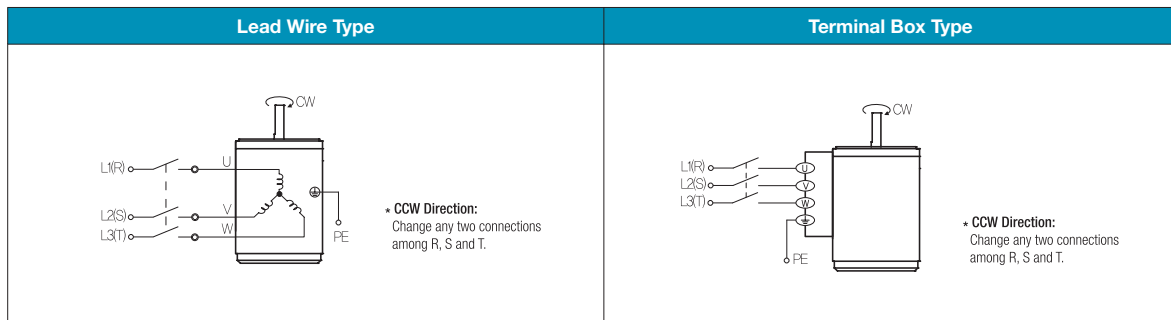 Lead Wire Type
Terminal Box Type
CW
L1(R)
U
L2(S)
V
L3(T)
W
PE
* CCW Direction:
Change any two connections
among R, S and T.
CW
L1(R)
U
L2(S)
V
L3(T)
W
PE
* CCW Direction:
Change any two connections
among R, S and T.